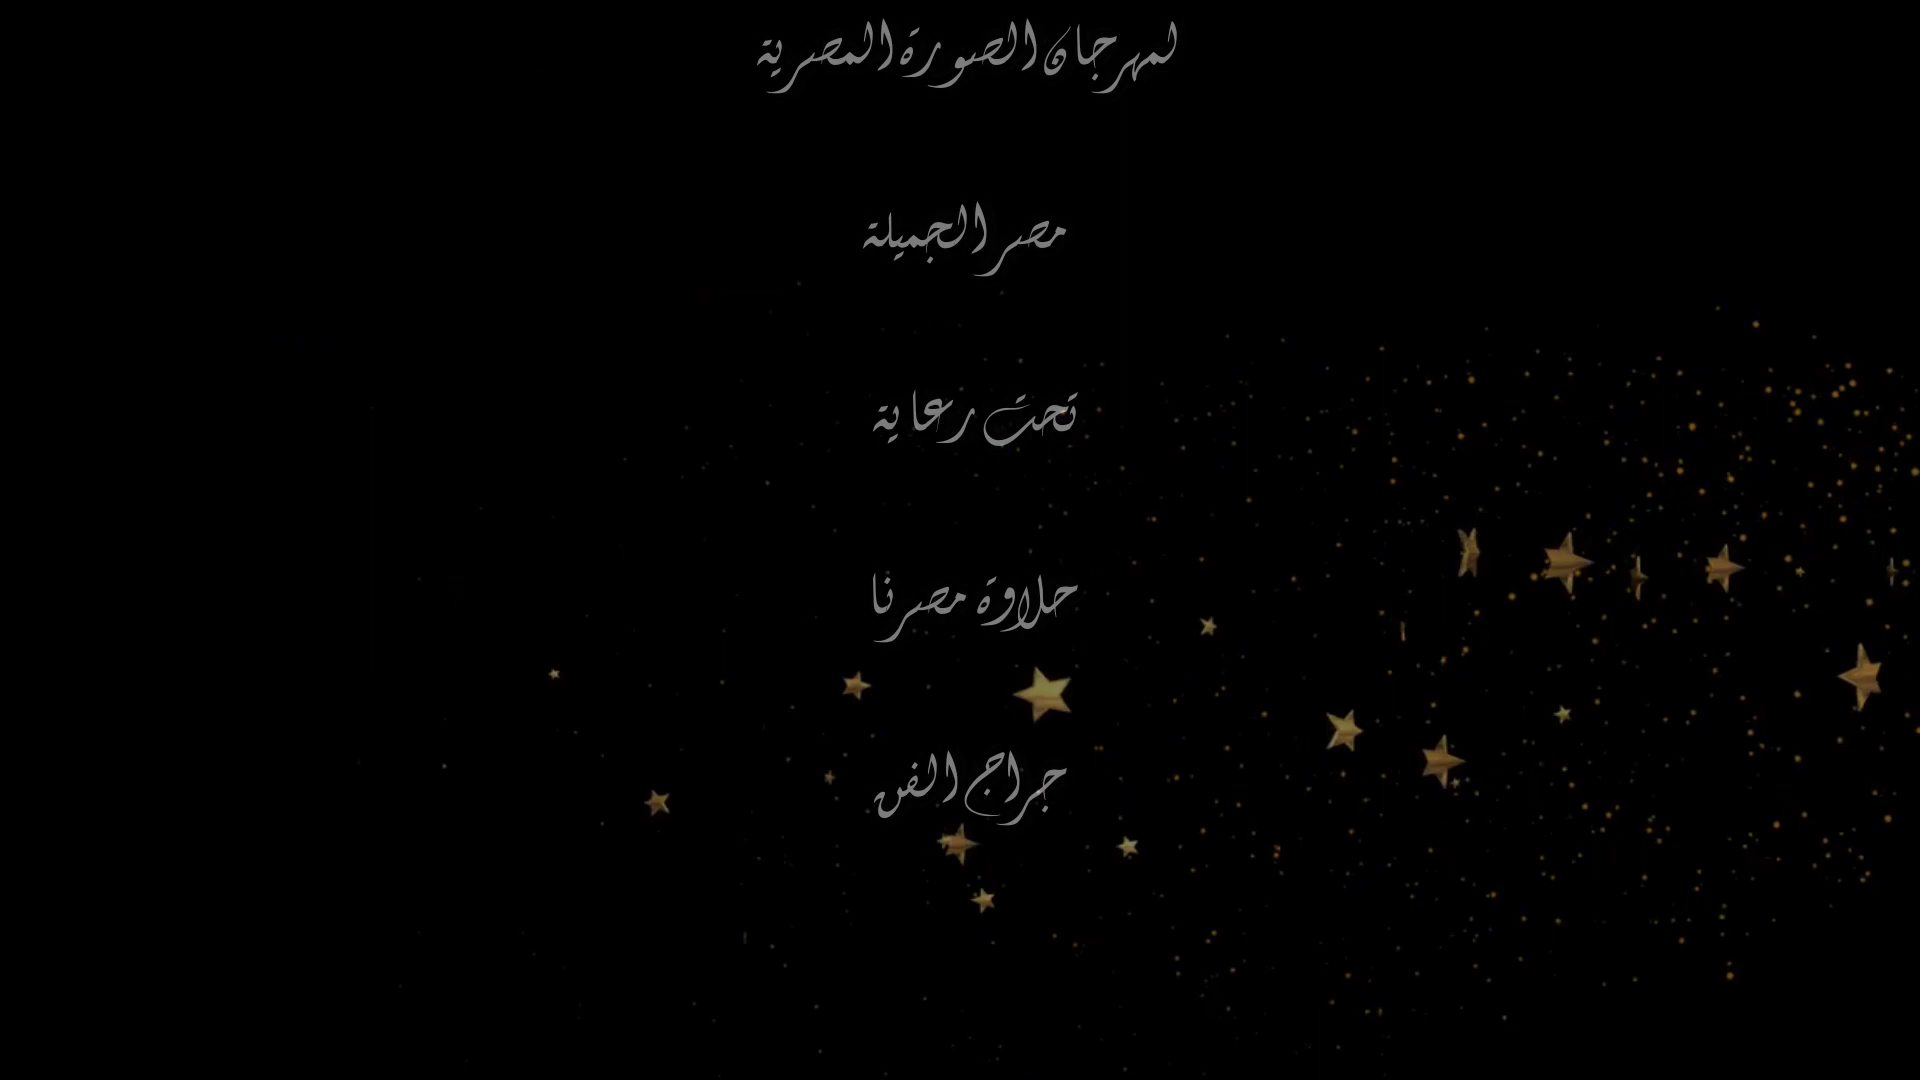 لمهرجان الصورة المصرية
مصر الجميلة
تحت رعاية
حلاوة مصرنا
جراج الفن